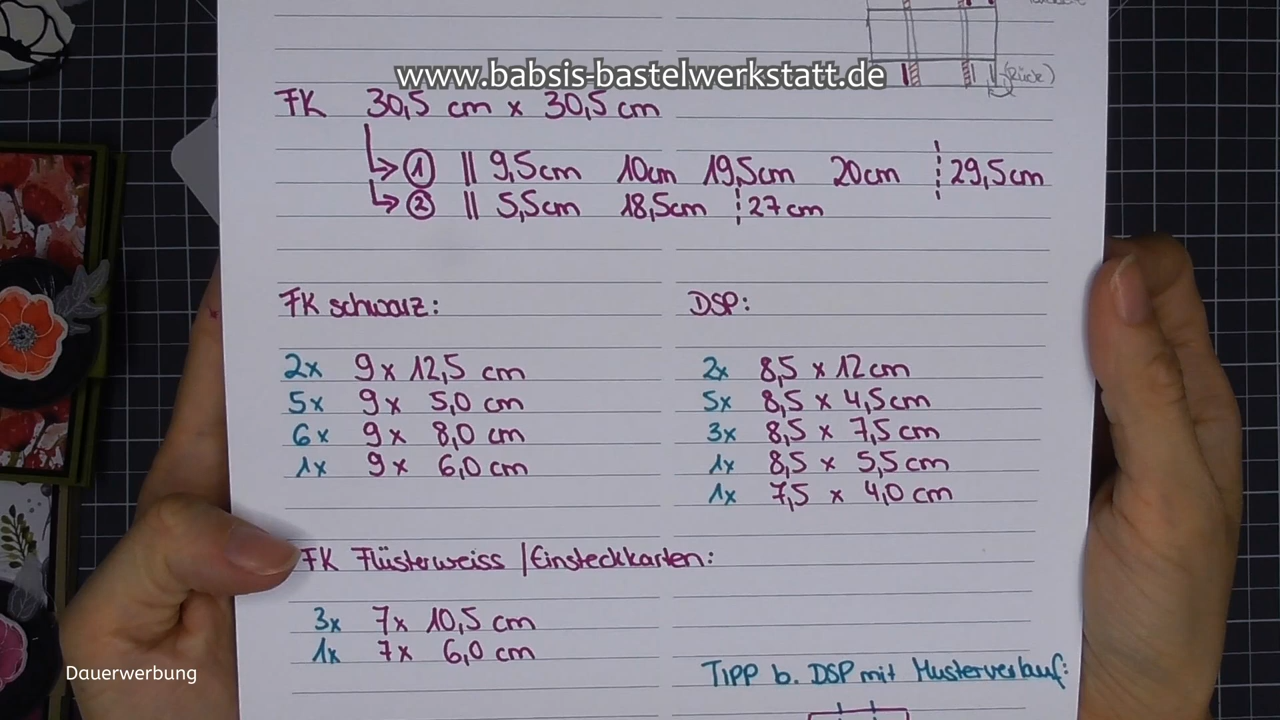 www.babsis-bastelwerkstatt.de
(Rücke)
FK 30,5 cm x 30,5 cm
① || 9,5cm 10cm 19,5cm 20cm 29,5cm
② || 5,5cm 18,5cm 27cm
FK schwarz:
2x 9 x 12,5 cm
5x 9 x 5,0 cm
6x 9 x 8,0 cm
1x 9 x 6,0 cm
DSP:
2x 8,5 x 12cm
5x 8,5 x 4,5cm
3x 8,5 x 7,5 cm
1x 8,5 x 5,5cm
1x 7,5 x 4,0 cm
FK Flüsterweiss |Einsteckkarten:
3x 7x 10,5 cm
1x 7x 6,0 cm
TIPP b. DSP mit Musterverlauf:
Dauerwerbung